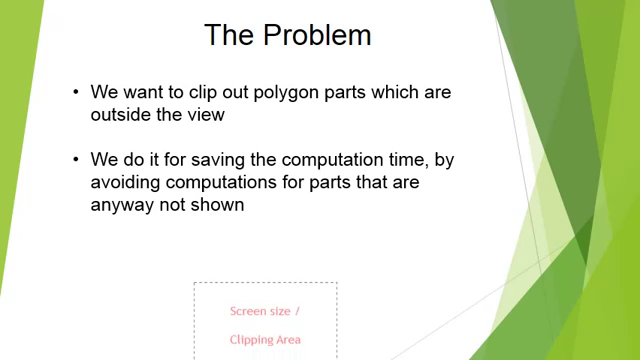 The Problem
• We want to clip out polygon parts which are
outside the view
• We do it for saving the computation time, by
avoiding computations for parts that are
anyway not shown
Screen size /
Clipping Area